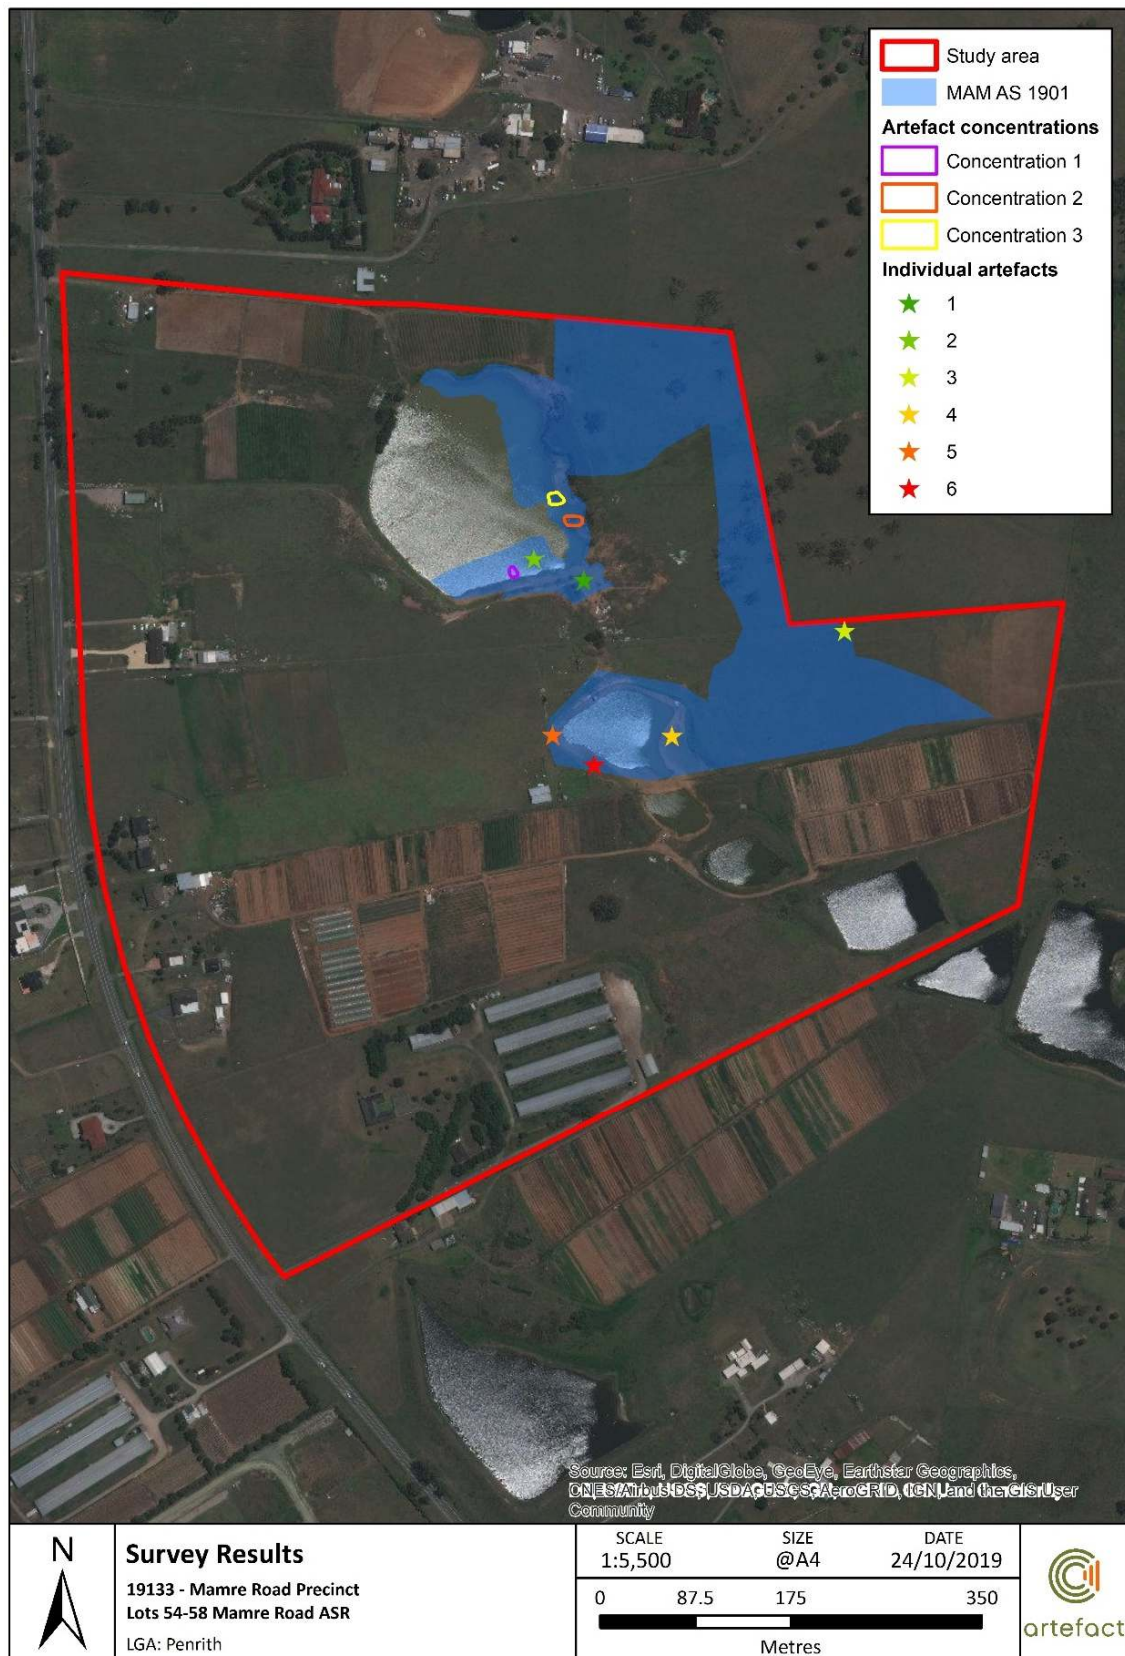 Study area
MAM AS 1901
Artefact concentrations
Concentration 1
Concentration 2
Concentration 3
Individual artefacts
1
2
3
4
5
6
Source: Esri, DigitalGlobe, GeoEye, Earthstar Geographics,
CNES/Airbus DS, USDA, USGS, AeroGRID, IGN, and the GIS User
Community
N
Survey Results
19133 - Mamre Road Precinct
Lots 54-58 Mamre Road ASR
LGA: Penrith
SCALE
1:5,500
SIZE
@A4
DATE
24/10/2019
0 87.5 175 350
Metres
artefact